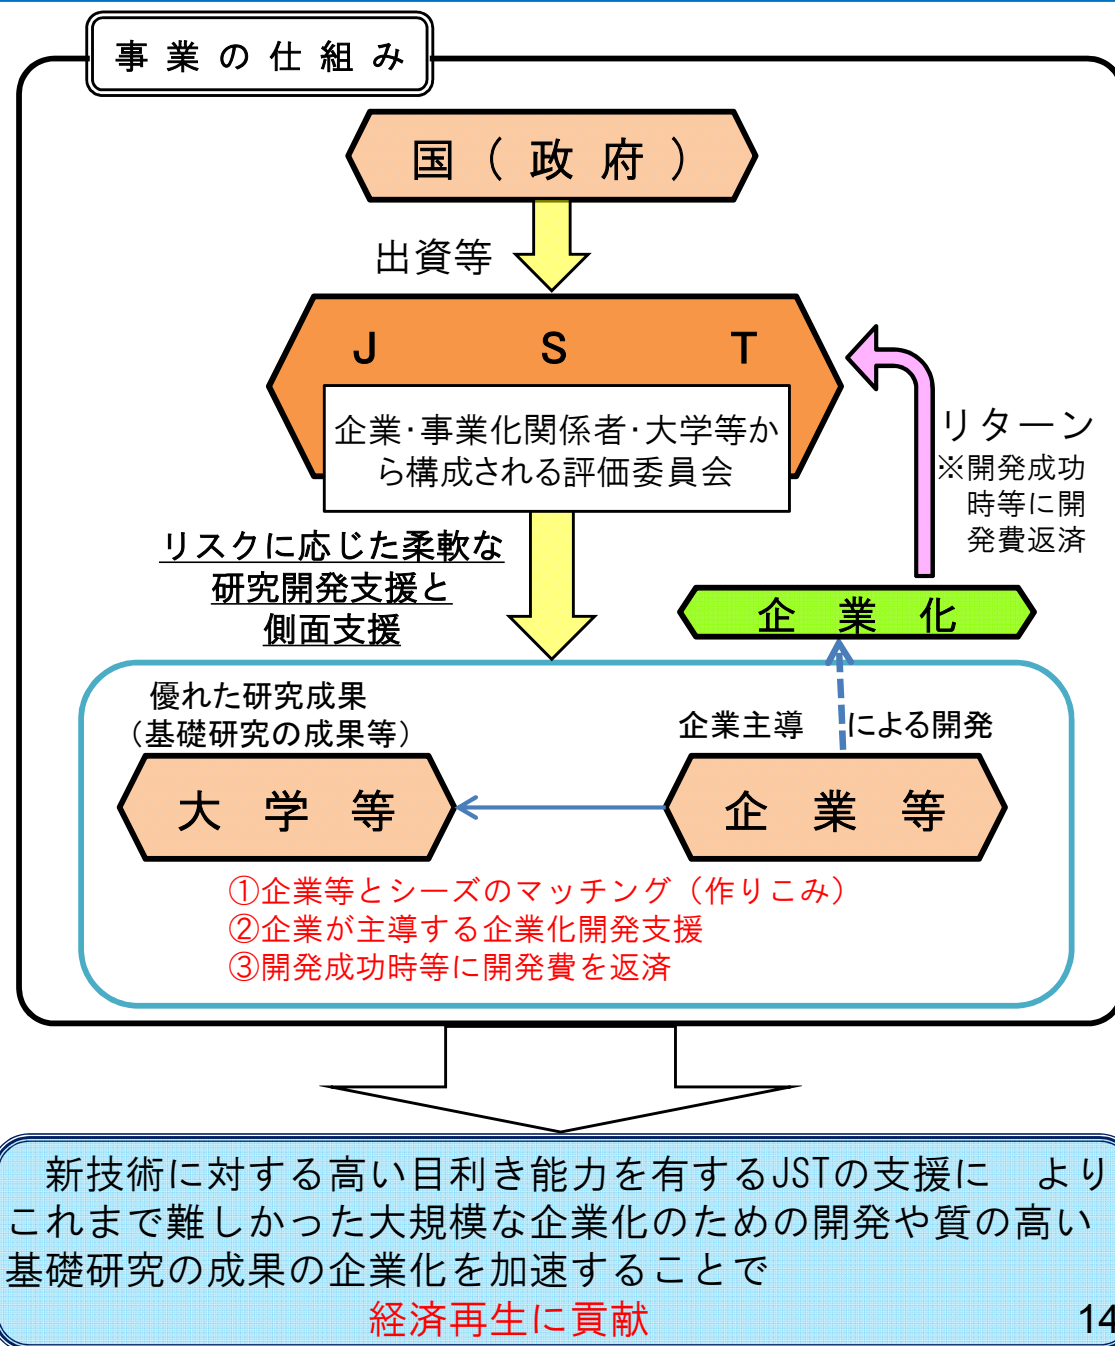 事業の仕組み
国（政府）
出資等
JST
企業・事業化関係者・大学等か
ら構成される評価委員会
リターン
※開発成功
時等に開
発費返済
リスクに応じた柔軟な
研究開発支援と
側面支援
企業化
優れた研究成果
（基礎研究の成果等）
企業主導　による開発
大学等
企業等
①企業等とシーズのマッチング（作りこみ）
②企業が主導する企業化開発支援
③開発成功時等に開発費を返済
新技術に対する高い目利き能力を有するJSTの支援に　より
これまで難しかった大規模な企業化のための開発や質の高い
基礎研究の成果の企業化を加速することで
経済再生に貢献
14